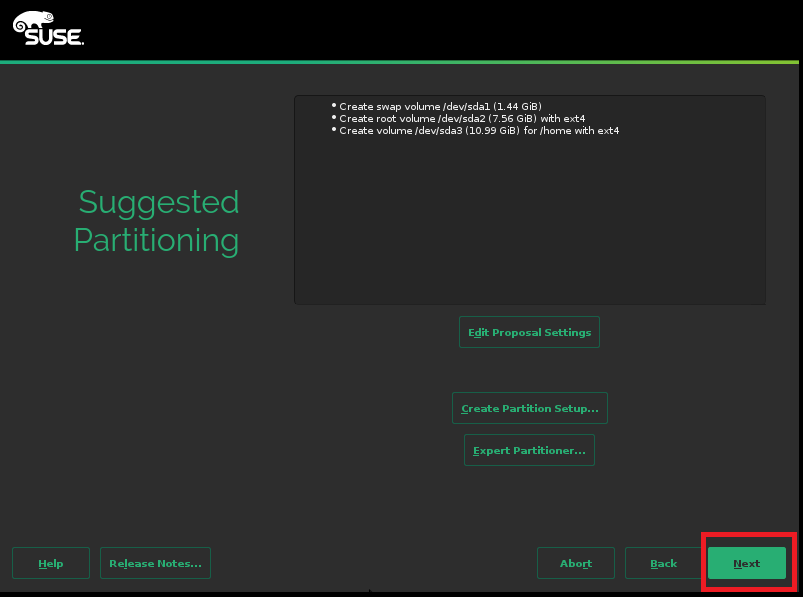 SUSE
• Create swap volume /dev/sda1 (1.44 GiB)
• Create root volume /dev/sda2 (7.56 GiB) with ext4
• Create volume /dev/sda3 (10.99 GiB) for /home with ext4
Suggested
Partitioning
Edit Proposal Settings
Create Partition Setup...
Expert Partitioner...
Help
Release Notes...
Abort
Back
Next